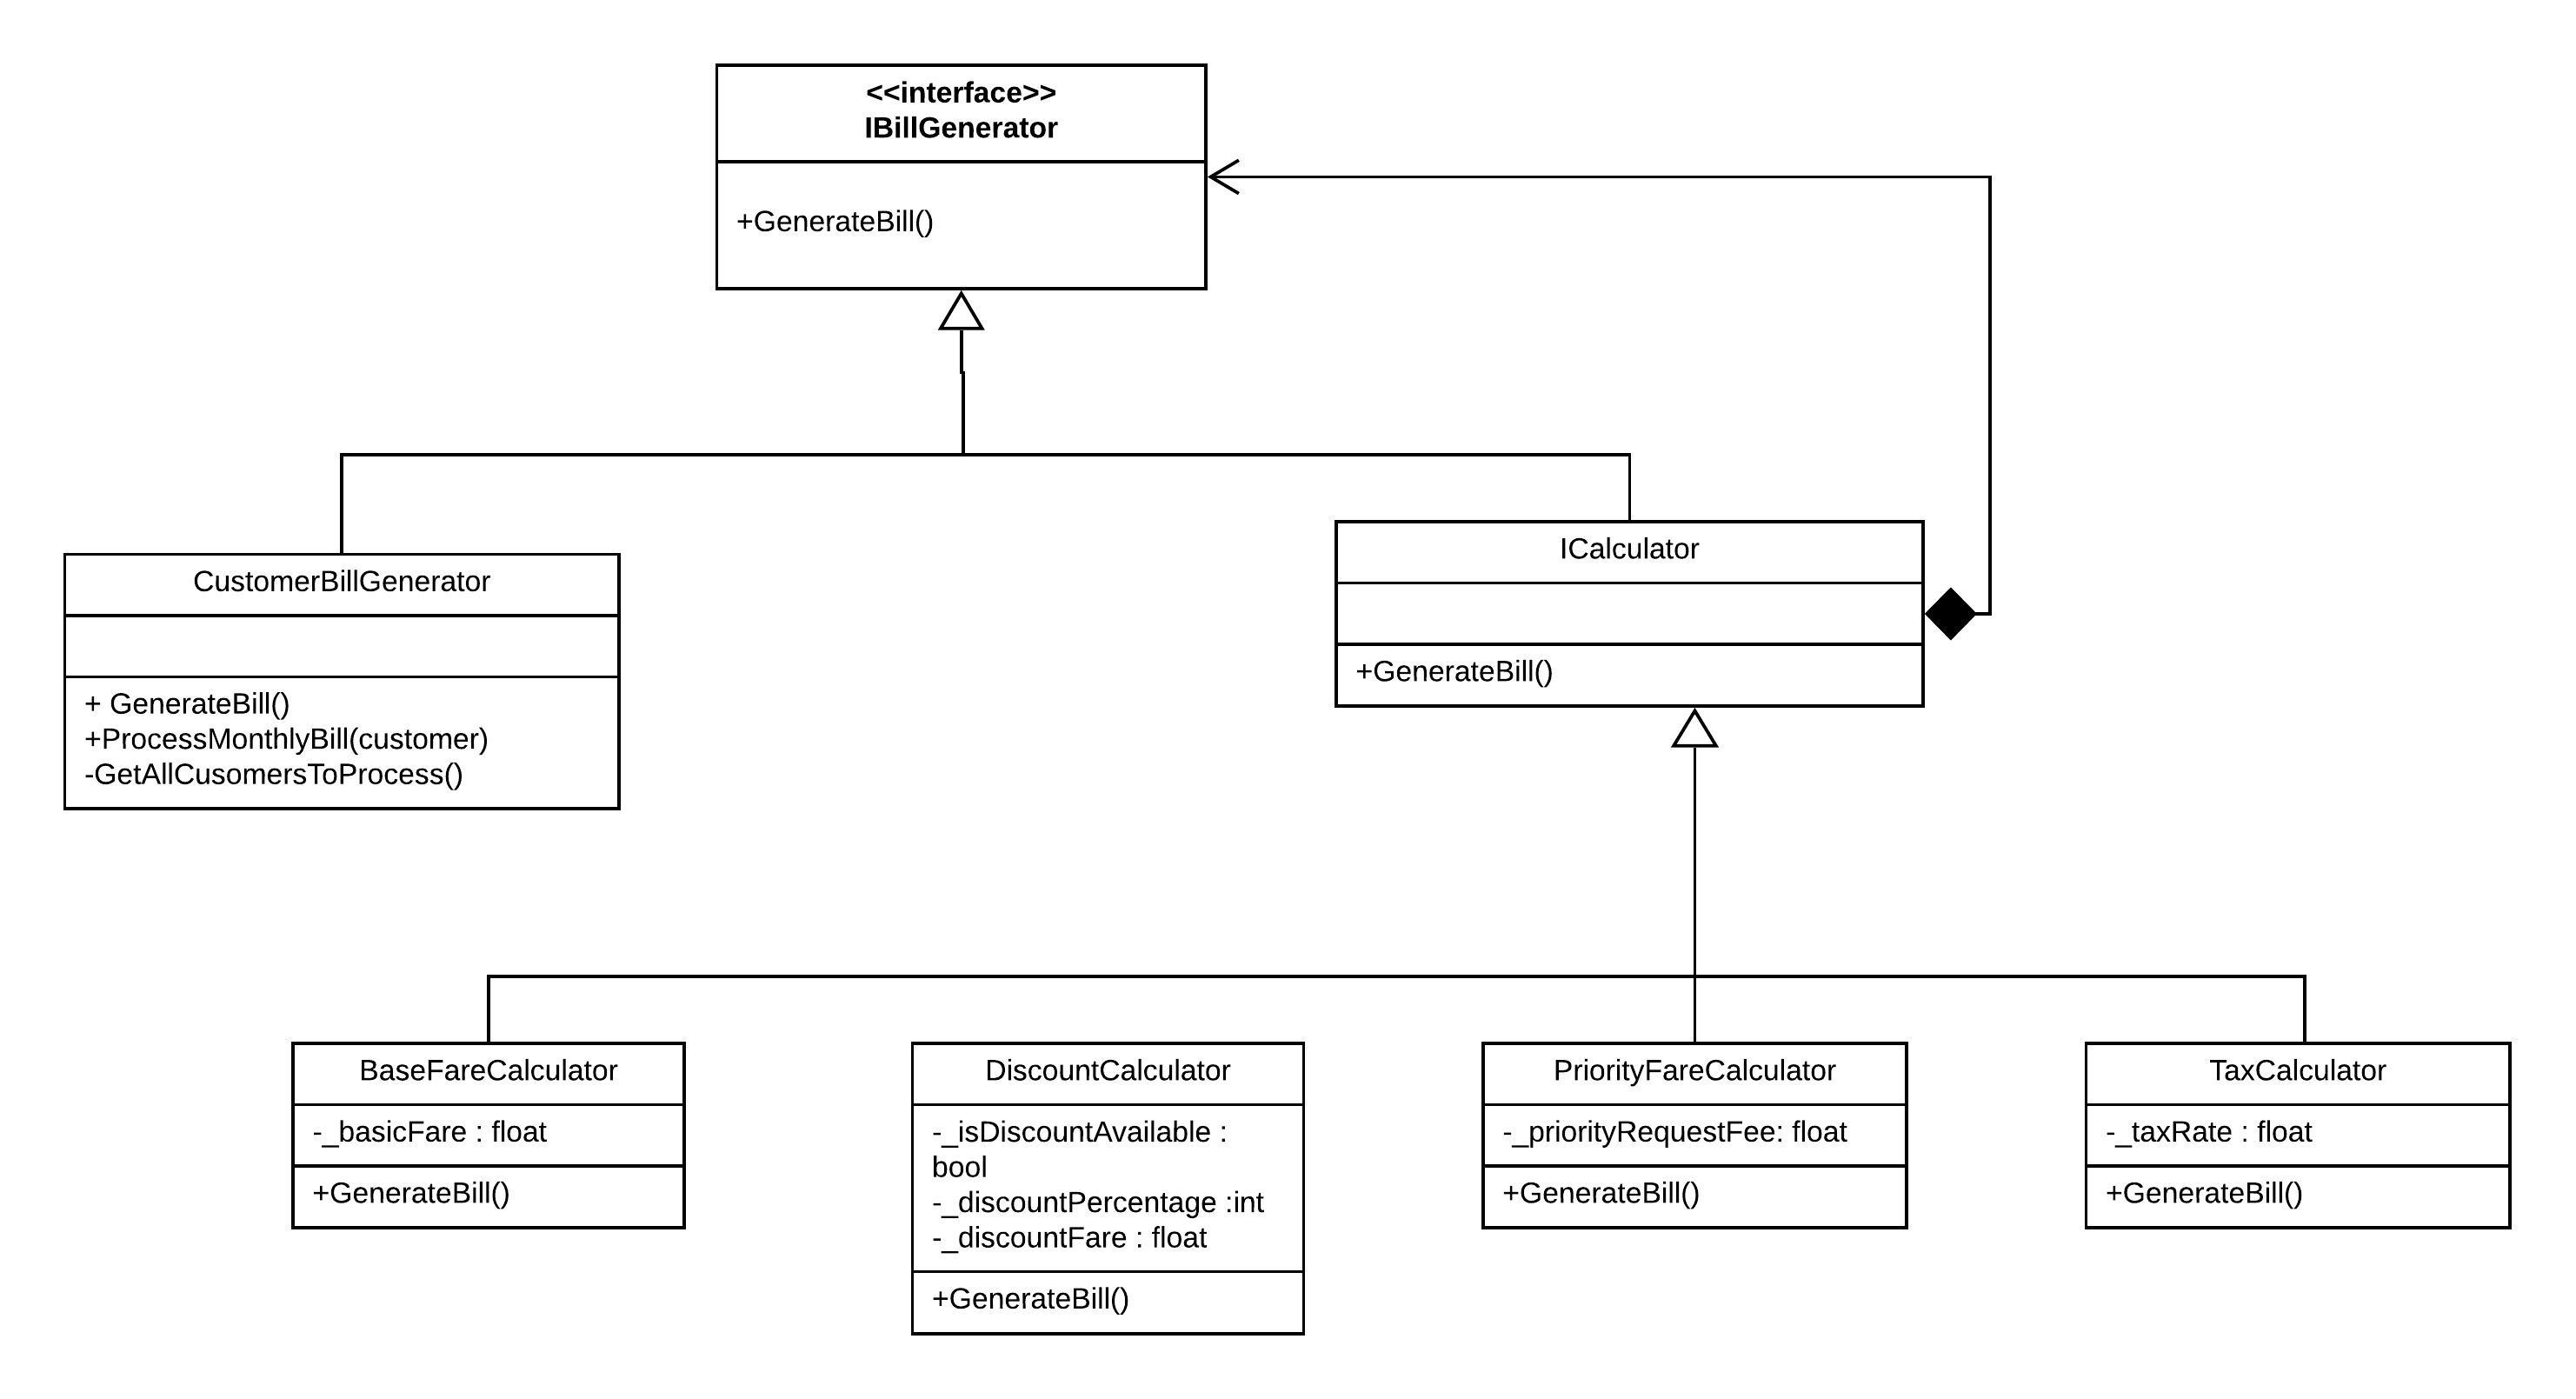 <<interface>>
IBillGenerator
+GenerateBill()
ICalculator
+GenerateBill()
CustomerBillGenerator
+ GenerateBill()
+ProcessMonthlyBill(customer)
-GetAllCusomersToProcess()
BaseFareCalculator
-_basicFare : float
+GenerateBill()
DiscountCalculator
-_isDiscountAvailable :
bool
-_discountPercentage :int
-_discountFare : float
+GenerateBill()
PriorityFareCalculator
-_priorityRequestFee: float
+GenerateBill()
TaxCalculator
-_taxRate : float
+GenerateBill()